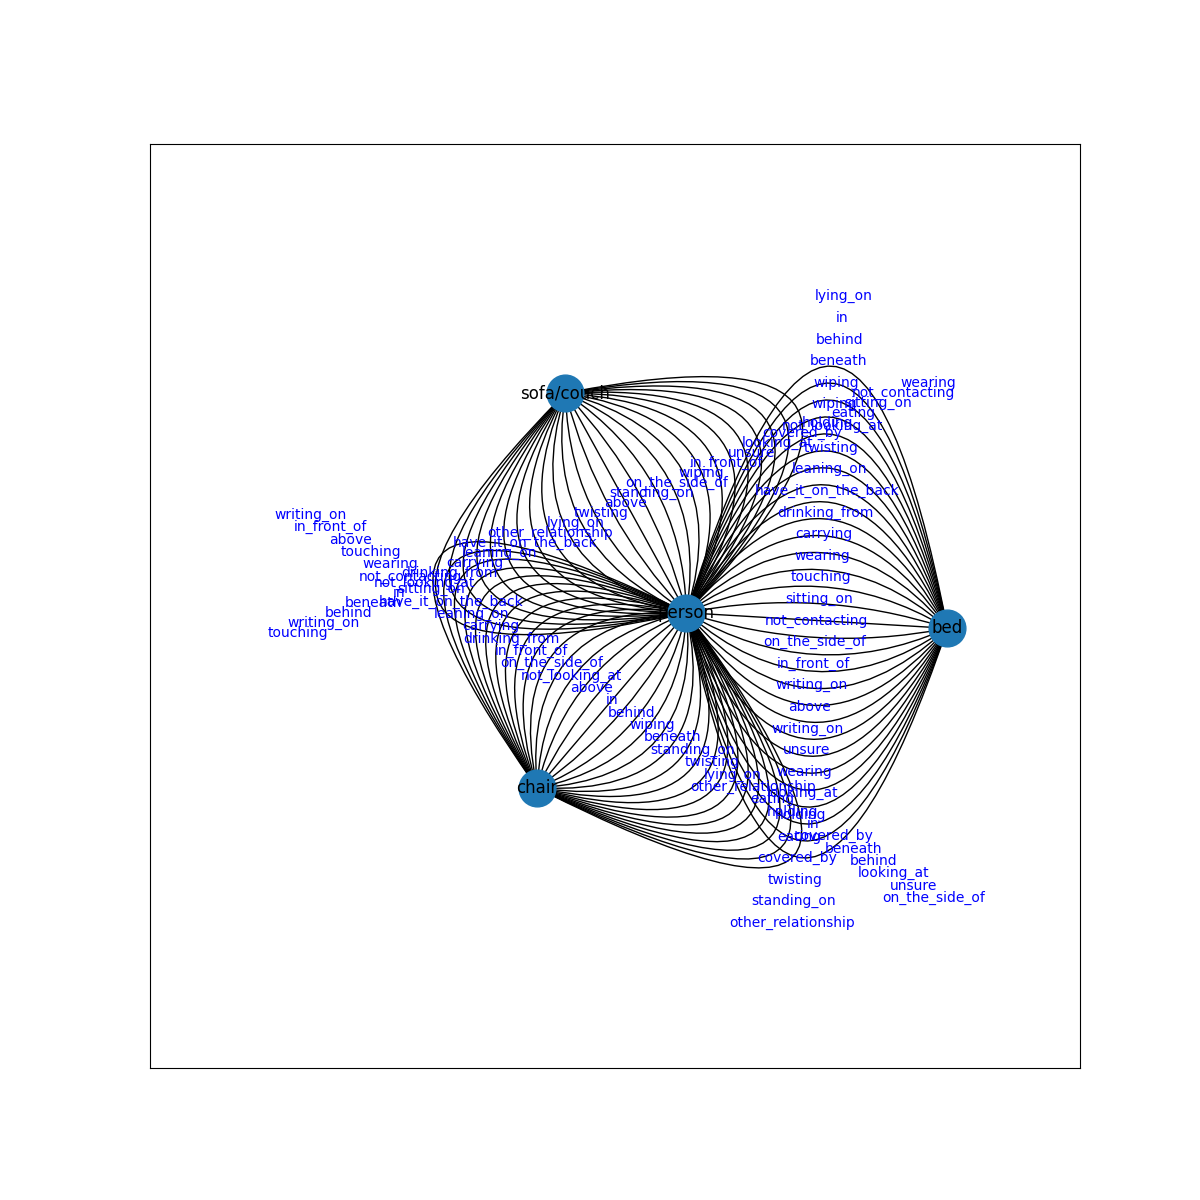 lying_on
in
behind
beneath
wiping
wearing
sofa/couch
not_contacting
wiping
sitting_on
eating
holding
not_looking_at
covered_by
looking_at
twisting
unsure
in_front_of
leaning_on
wiping
on_the_side_of
have_it_on_the_back
standing_on
above
drinking_from
twisting
writing_on
lying_on
in_front_of
other_relationship
carrying
above
have_it_on_the_back
touching
leaning_on
wearing
wearing
carrying
drinking_from
not_contacting
touching
not_looking_at
sitting_on
in
sitting_on
have_it_on_the_back
beneath
behind
person
leaning_on
not_contacting
writing_on
carrying
bed
touching
drinking_from
on_the_side_of
in_front_of
on_the_side_of
in_front_of
not_looking_at
writing_on
above
in
above
behind
wiping
writing_on
beneath
standing_on
unsure
twisting
wearing
lying_on
other_relationship
chair
looking_at
eating
holding
holding
in
covered_by
eating
beneath
covered_by
behind
looking_at
twisting
unsure
on_the_side_of
standing_on
other_relationship